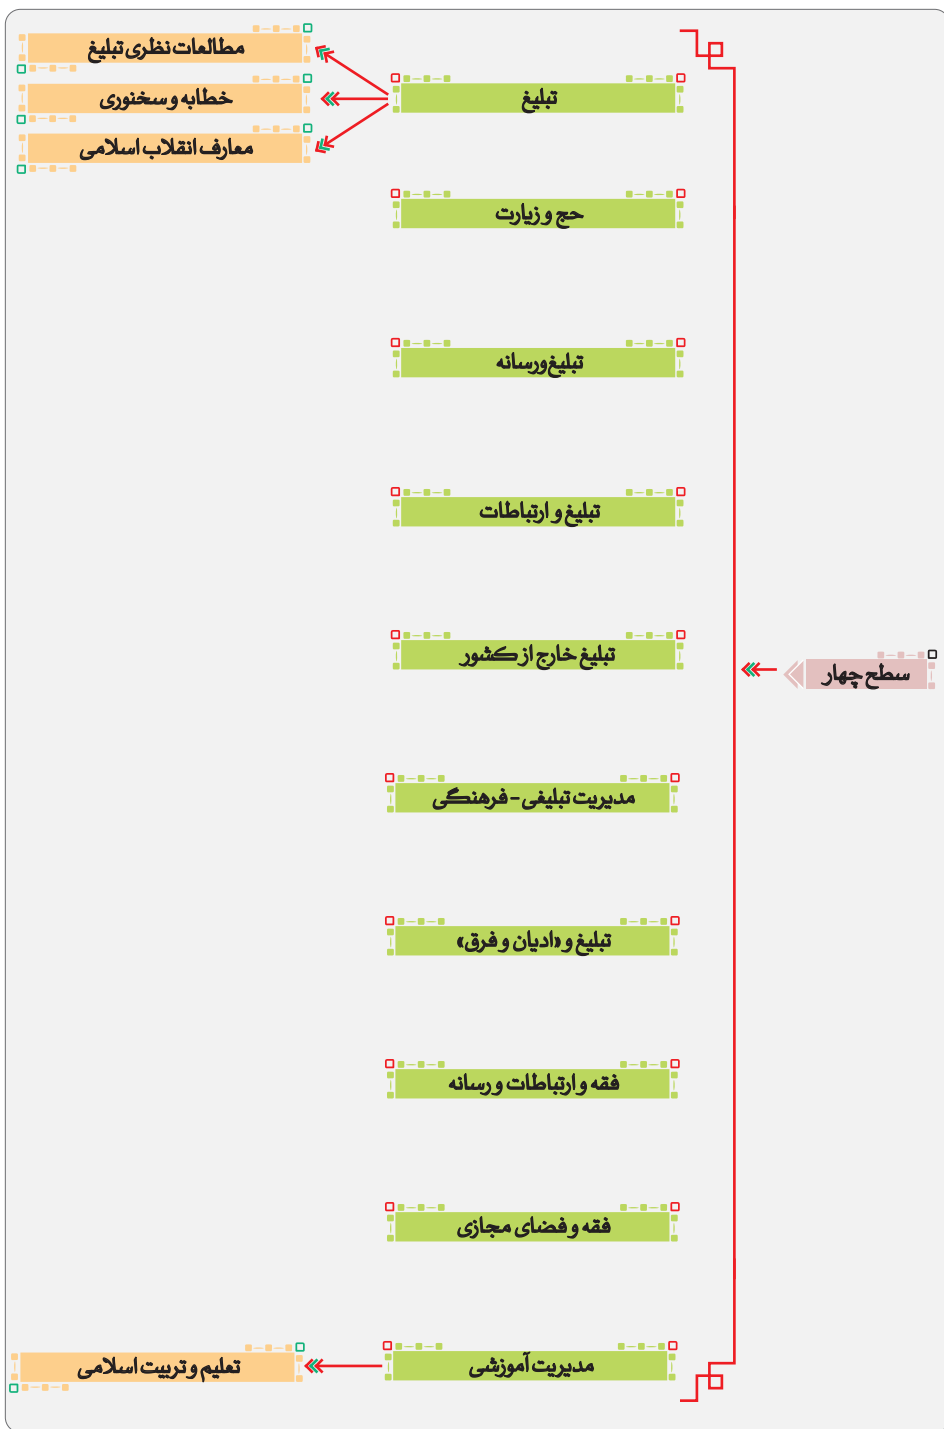 سطح چهار
تبلیغ
مطالعات نظری تبلیغ
خطابه و سخنوری
معارف انقلاب اسلامی
حج و زیارت
تبلیغ‌ورسانه
تبلیغ و ارتباطات
تبلیغ خارج از کشور
مدیریت تبلیغی - فرهنگی
تبلیغ و «ادیان و فرق»
فقه و ارتباطات و رسانه
فقه و فضای مجازی
مدیریت آموزشی
تعلیم و تربیت اسلامی